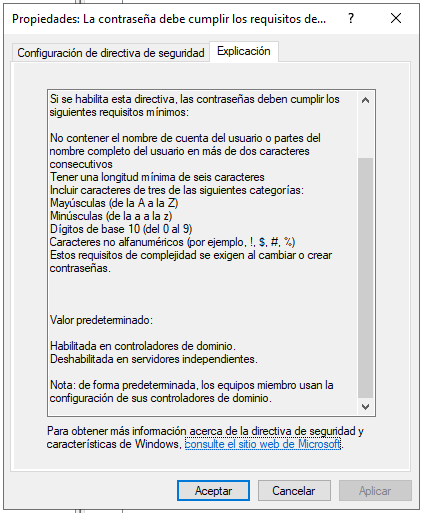 Propiedades: La contraseña debe cumplir los requisitos de...
Configuración de directiva de seguridad
Explicación
Si se habilita esta directiva, las contraseñas deben cumplir los
siguientes requisitos mínimos:
No contener el nombre de cuenta del usuario o partes del
nombre completo del usuario en más de dos caracteres
consecutivos
Tener una longitud mínima de seis caracteres
Incluir caracteres de tres de las siguientes categorías:
Mayúsculas (de la A a la Z)
Minúsculas (de la a a la z)
Dígitos de base 10 (del 0 al 9)
Caracteres no alfanuméricos (por ejemplo, !, $, #, %)
Estos requisitos de complejidad se exigen al cambiar o crear
contraseñas.
Valor predeterminado:
Habilitada en controladores de dominio.
Deshabilitada en servidores independientes.
Nota: de forma predeterminada, los equipos miembro usan la
configuración de sus controladores de dominio.
Para obtener más información acerca de la directiva de seguridad y
características de Windows, consulte el sitio web de Microsoft.
Aceptar
Cancelar
Aplicar